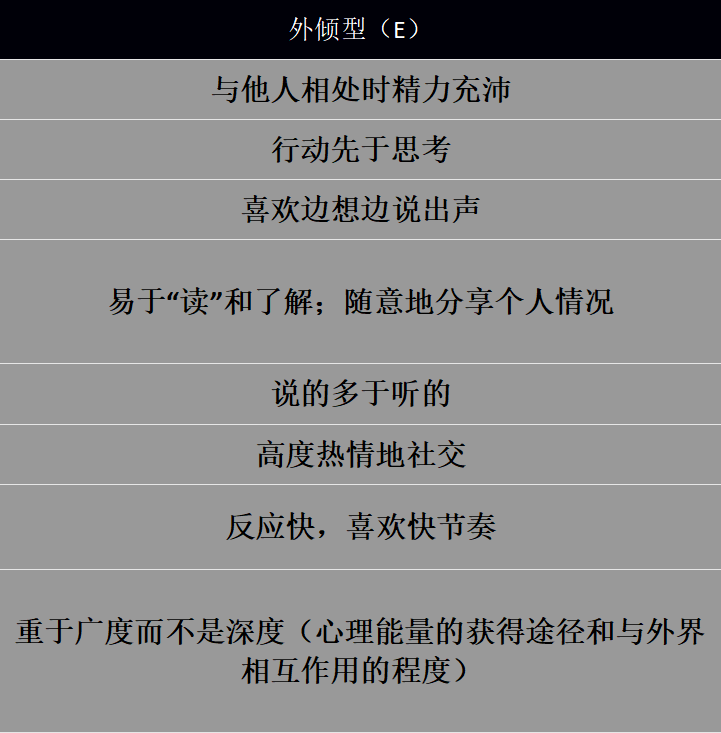 外倾型（E）
与他人相处时精力充沛
行动先于思考
喜欢边想边说出声
易于“读”和了解；随意地分享个人情况
说的多于听的
高度热情地社交
反应快，喜欢快节奏
重于广度而不是深度（心理能量的获得途径和与外界
相互作用的程度）